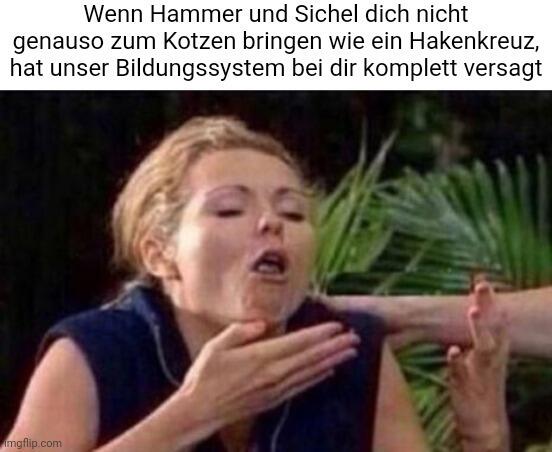 Wenn Hammer und Sichel dich nicht
genauso zum Kotzen bringen wie ein Hakenkreuz,
hat unser Bildungssystem bei dir komplett versagt
imgflip.com